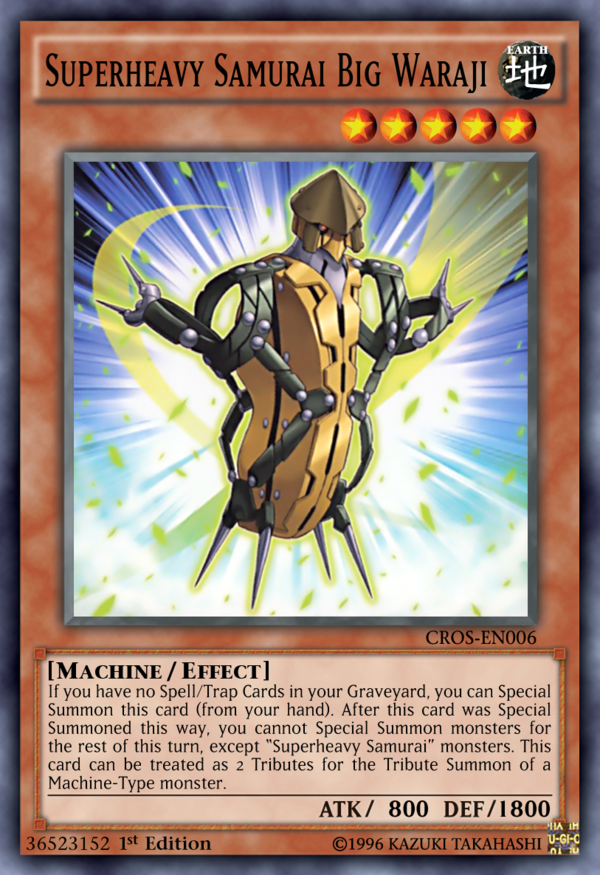 Superheavy Samurai Big Waraji
EARTH
地
CROS-EN006
[Machine / Effect]
If you have no Spell/Trap Cards in your Graveyard, you can Special
Summon this card (from your hand). After this card was Special
Summoned this way, you cannot Special Summon monsters for
the rest of this turn, except “Superheavy Samurai” monsters. This
card can be treated as 2 Tributes for the Tribute Summon of a
Machine-Type monster.
ATK/ 800 DEF/1800
36523152 1st Edition ©1996 KAZUKI TAKAHASHI